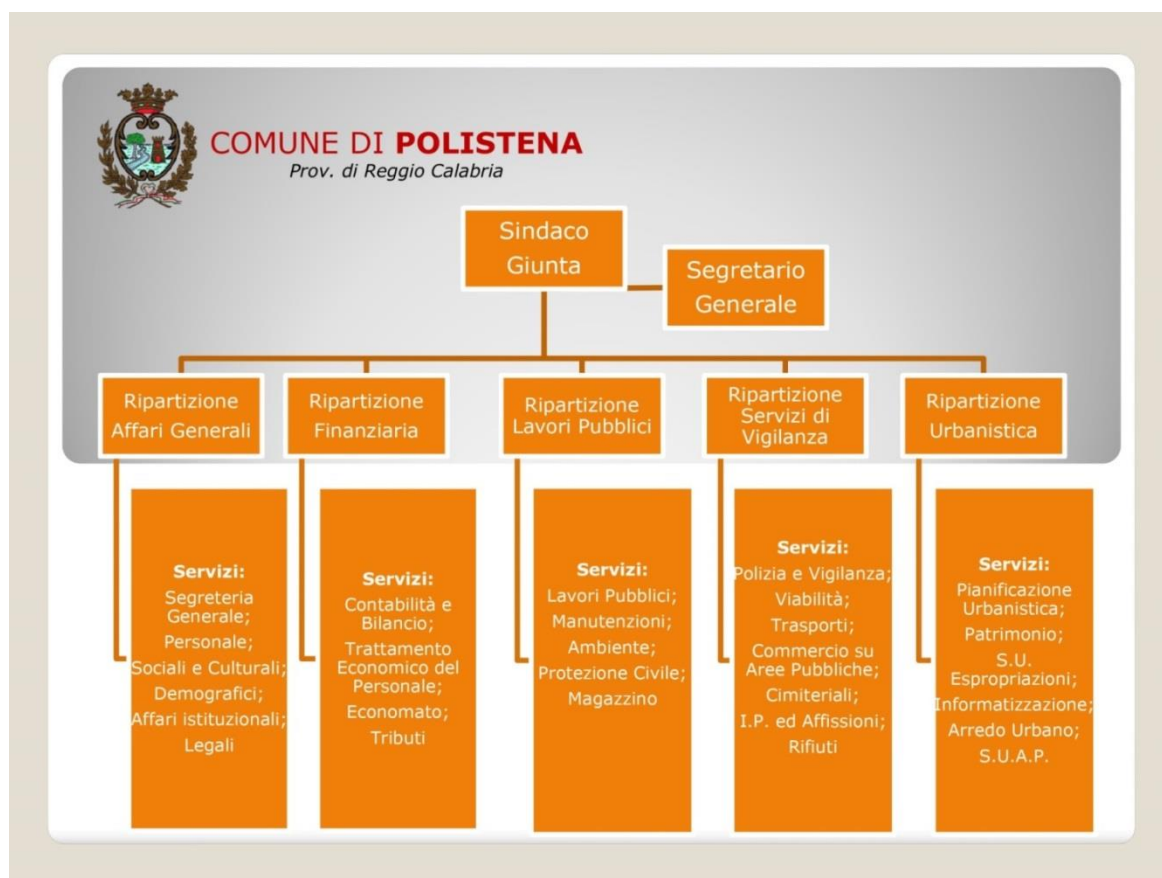 COMUNE DI POLISTENA
Prov. di Reggio Calabria
Sindaco
Giunta
Segretario
Generale
Ripartizione
Affari Generali
Ripartizione
Finanziaria
Ripartizione
Lavori Pubblici
Ripartizione
Servizi di
Vigilanza
Ripartizione
Urbanistica
Servizi:
Segreteria
Generale;
Personale;
Sociali e Culturali;
Demografici;
Affari istituzionali;
Legali
Servizi:
Contabilità e
Bilancio;
Trattamento
Economico del
Personale;
Economato;
Tributi
Servizi:
Lavori Pubblici;
Manutenzioni;
Ambiente;
Protezione Civile;
Magazzino
Servizi:
Polizia e Vigilanza;
Viabilità;
Trasporti;
Commercio su
Aree Pubbliche;
Cimiteriali;
I.P. ed Affissioni;
Rifiuti
Servizi:
Pianificazione
Urbanistica;
Patrimonio;
S.U.
Espropriazioni;
Informatizzazione;
Arredo Urbano;
S.U.A.P.